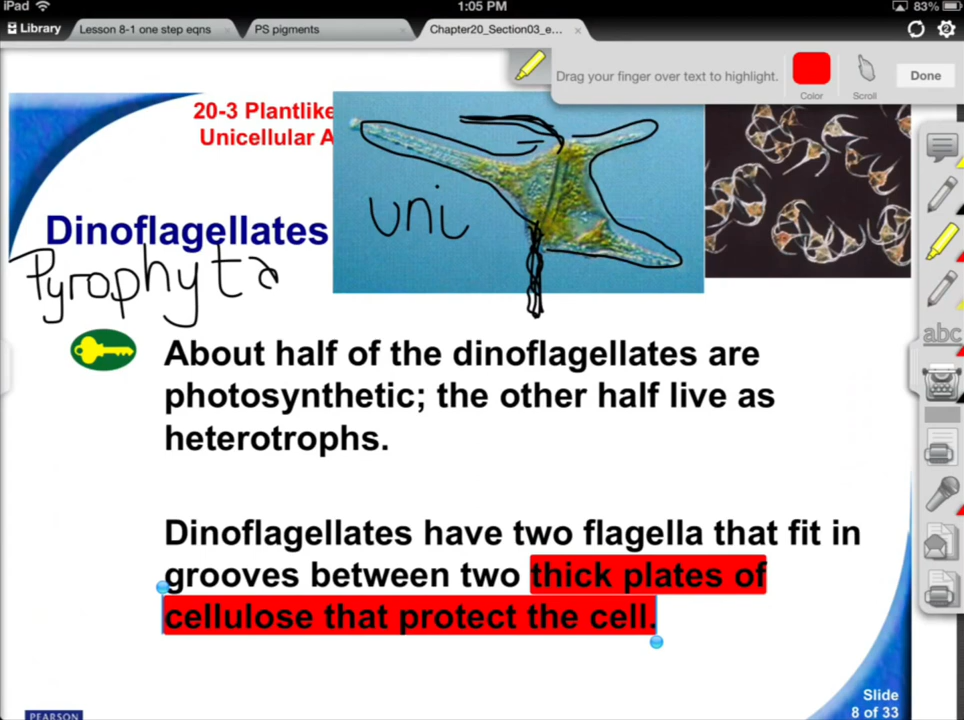 iPad
1:05 PM
83%
Library
Lesson 8-1 one step eqns
PS pigments
Chapter20_Section03_e...
2
Drag your finger over text to highlight.
Color
Scroll
Done
20-3 Plantlike
Unicellular A
uni
Dinoflagellates
Pyrophyta
abc
About half of the dinoflagellates are
photosynthetic; the other half live as
heterotrophs.
Dinoflagellates have two flagella that fit in
grooves between two thick plates of
cellulose that protect the cell.
PEARSON
Slide
8 of 33